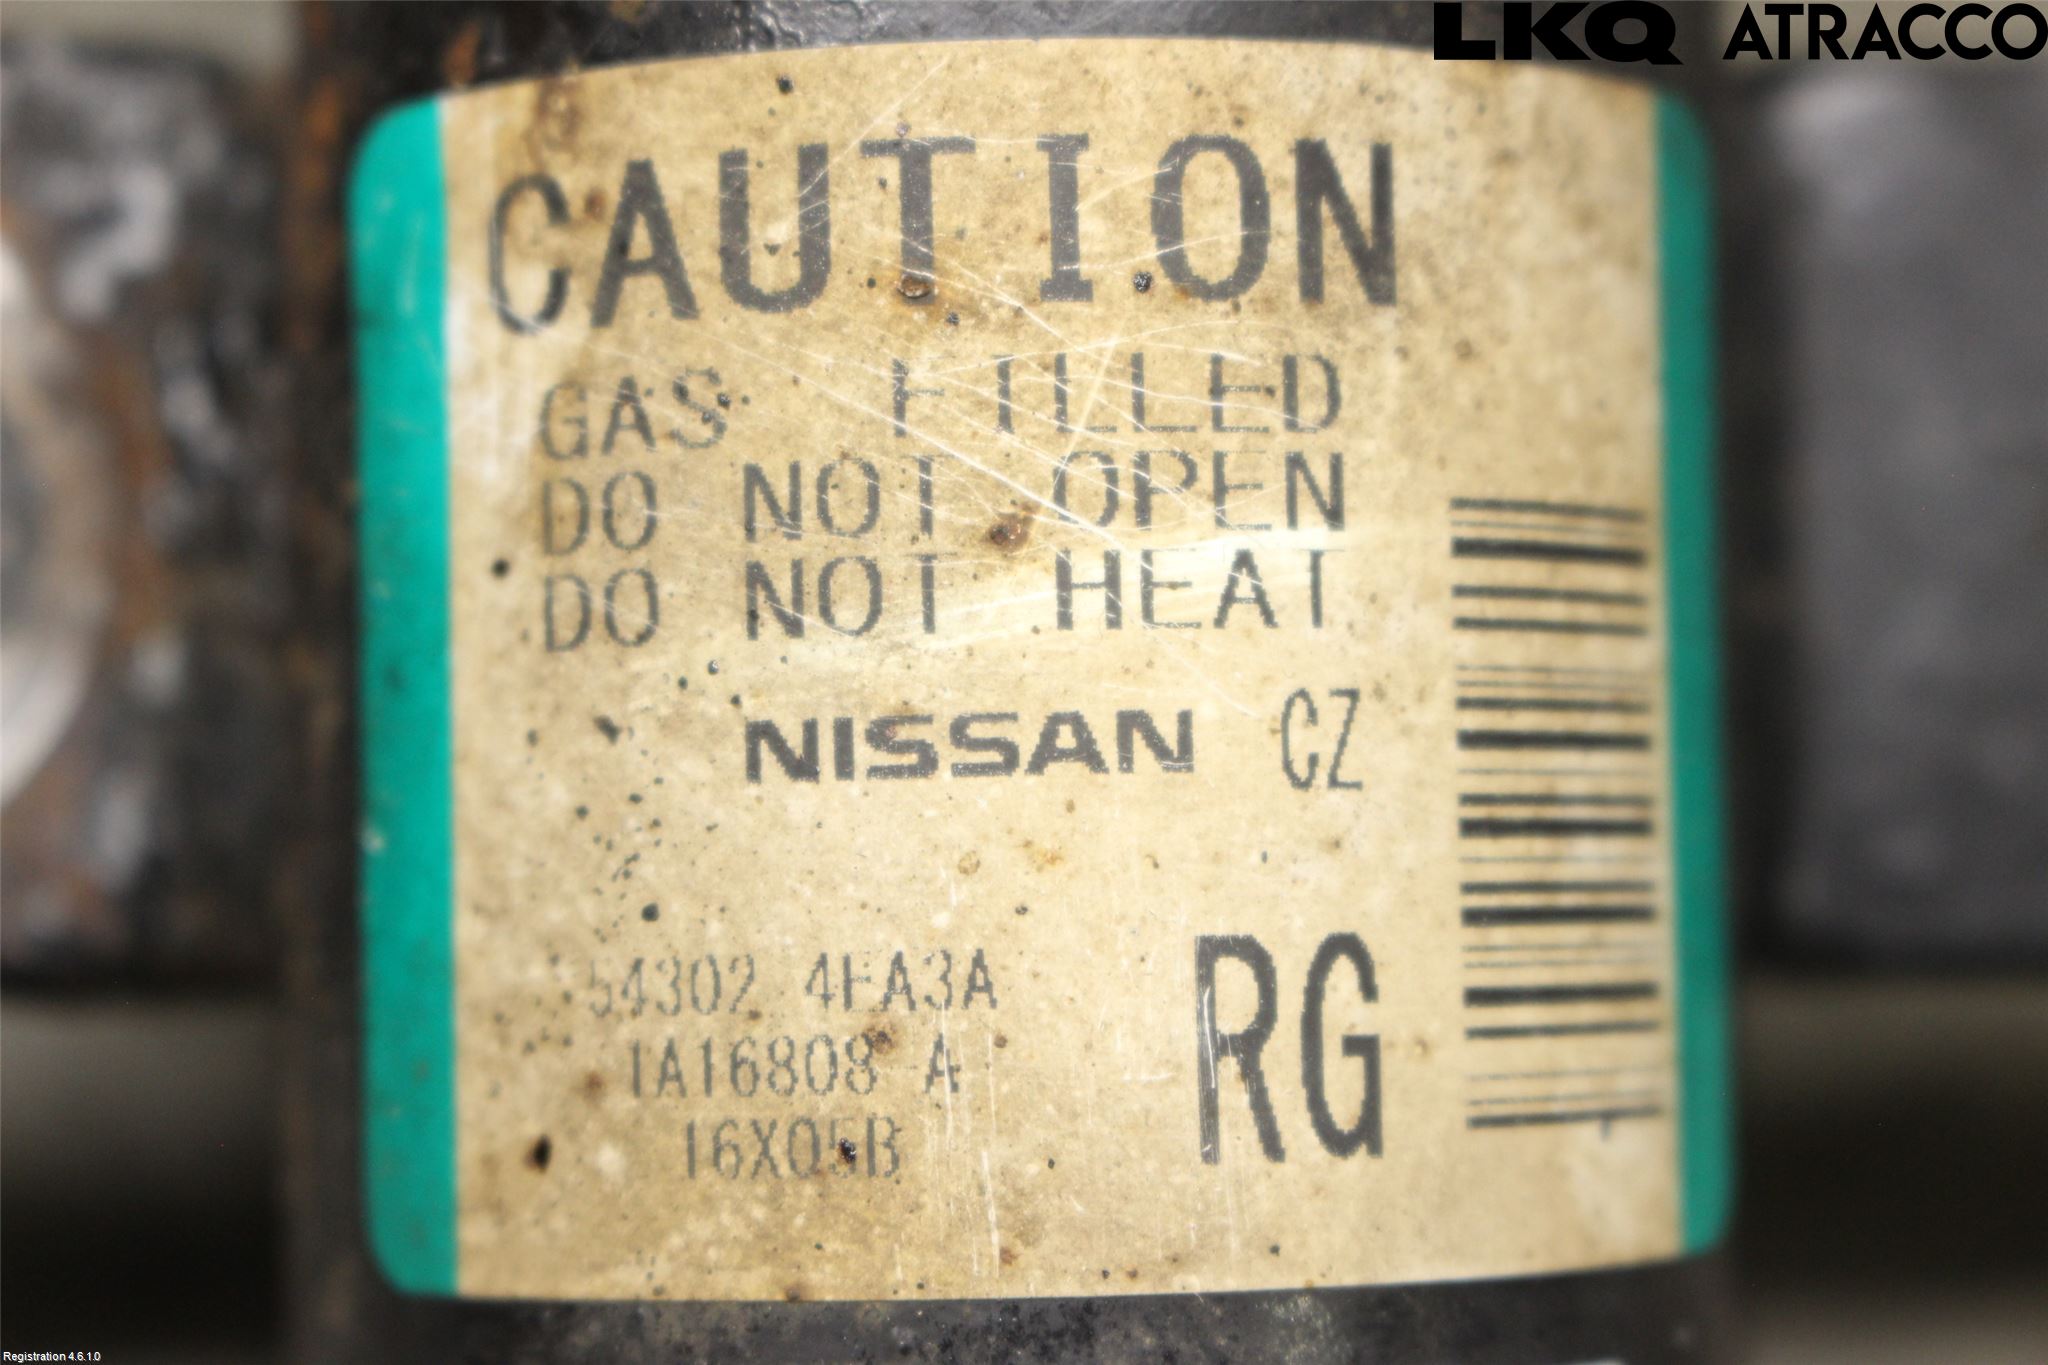 LKQ ATRACCO
CAUTION
GAS FILLED
DO NOT OPEN
DO NOT HEAT
NISSAN CZ
54302 4EA3A
1A16808 A
16X05B
RG
Registration 4.6.1.0